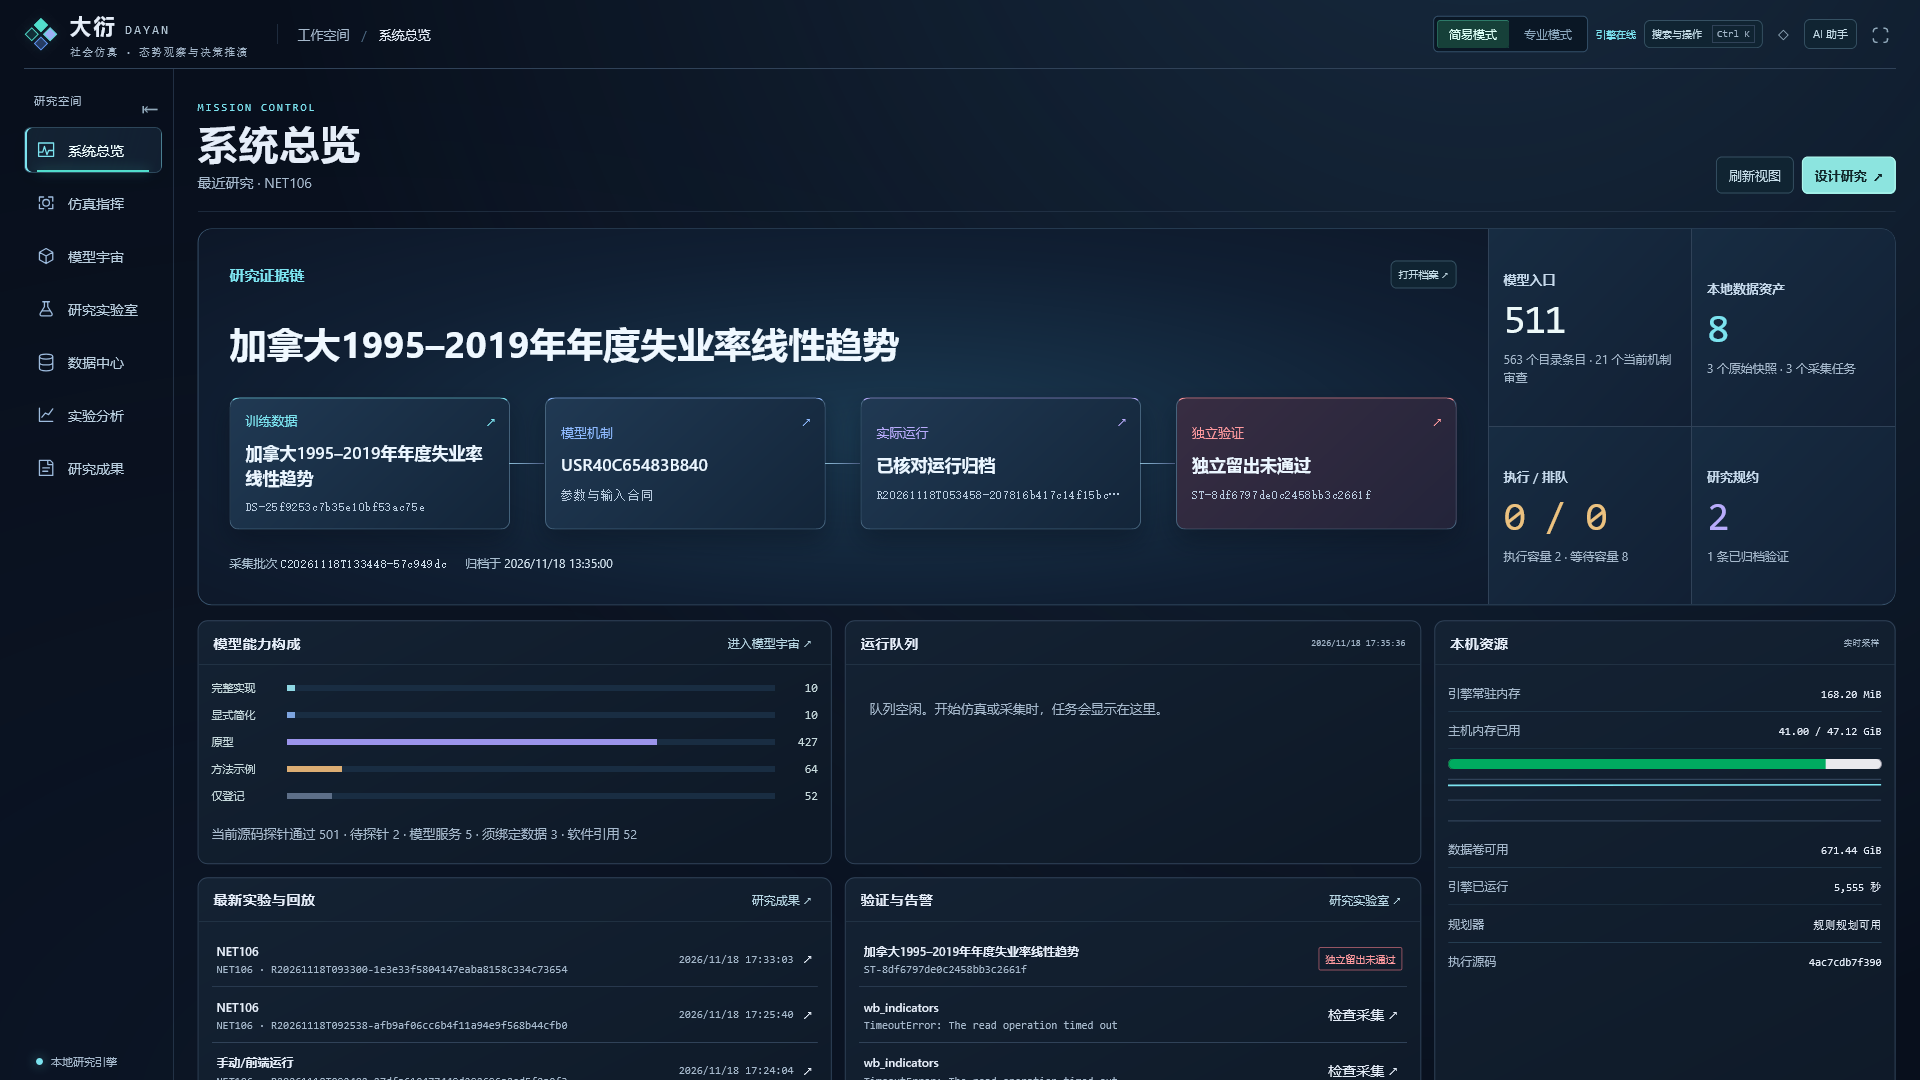 大衍 DAYAN
社会仿真 · 态势观察与决策推演
工作空间 / 系统总览
简易模式 专业模式 引擎在线 搜索与操作 Ctrl K AI 助手
研究空间
系统总览
仿真指挥
模型宇宙
研究实验室
数据中心
实验分析
研究成果
本地研究引擎
MISSION CONTROL
系统总览
最近研究 · NET106
刷新视图 设计研究 ↗
研究证据链
打开档案 ↗
加拿大1995–2019年年度失业率线性趋势
训练数据 ↗
加拿大1995–2019年年度失业率
线性趋势
DS-25f9253c7b35e10bf53ac75e
模型机制 ↗
USR40C65483B840
参数与输入合同
实际运行 ↗
已核对运行归档
R20261118T053458-207816b417c14f15bc···
独立验证 ↗
独立留出未通过
ST-8df6797de0c2458bb3c2661f
采集批次 C20261118T133448-57c949dc 归档于 2026/11/18 13:35:00
模型入口
511
563 个目录条目 · 21 个当前机制
审查
本地数据资产
8
3 个原始快照 · 3 个采集任务
执行 / 排队
0 / 0
执行容量 2 · 等待容量 8
研究规约
2
1 条已归档验证
模型能力构成 进入模型宇宙 ↗
完整实现 10
显式简化 10
原型 427
方法示例 64
仅登记 52
当前源码探针通过 501 · 待探针 2 · 模型服务 5 · 须绑定数据 3 · 软件引用 52
运行队列 2026/11/18 17:35:36
队列空闲。开始仿真或采集时，任务会显示在这里。
本机资源 实时采样
引擎常驻内存 168.20 MiB
主机内存已用 41.00 / 47.12 GiB
数据卷可用 671.44 GiB
引擎已运行 5,555 秒
规划器 规则规划可用
执行源码 4ac7cdb7f390
最新实验与回放 研究成果 ↗
NET106
NET106 · R20261118T093300-1e3e33f5804147eaba8158c334c73654
2026/11/18 17:33:03 ↗
NET106
NET106 · R20261118T092538-afb9af06cc6b4f11a94e9f568b44cfb0
2026/11/18 17:25:40 ↗
手动/前端运行
2026/11/18 17:24:04 ↗
验证与告警 研究实验室 ↗
加拿大1995–2019年年度失业率线性趋势
ST-8df6797de0c2458bb3c2661f
独立留出未通过
wb_indicators
TimeoutError: The read operation timed out
检查采集 ↗
wb_indicators
TimeoutError: The read operation timed out
检查采集 ↗